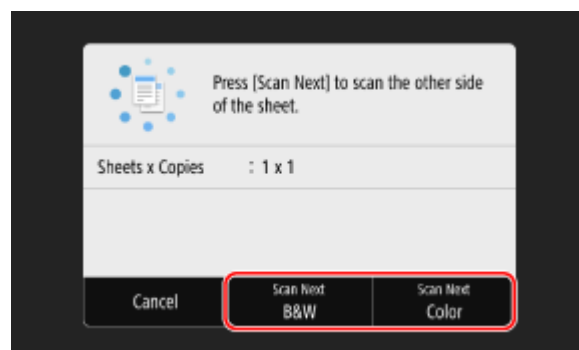 Press [Scan Next] to scan the other side
of the sheet.
Sheets x Copies : 1 x 1
Cancel
Scan Next
B&W
Scan Next
Color